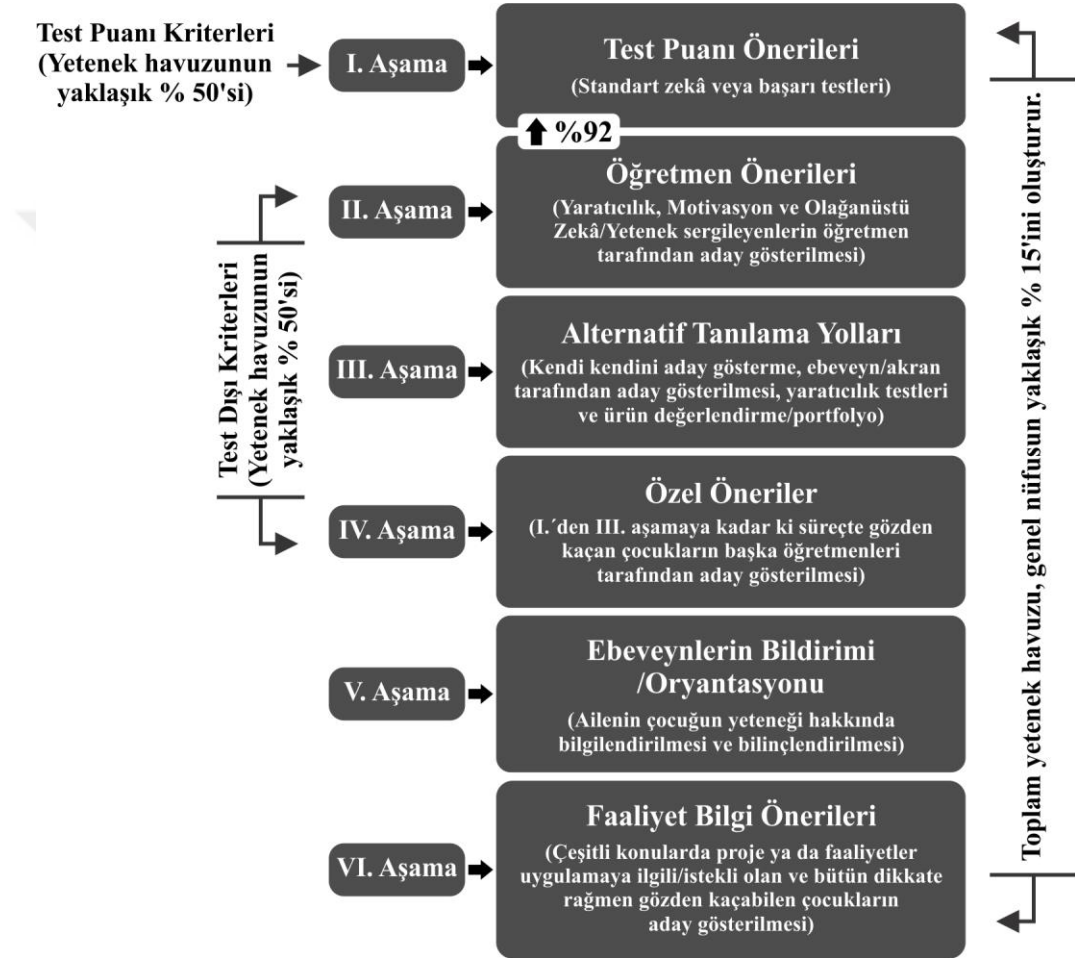 Test Puanı Kriterleri
(Yetenek havuzunun
yaklaşık % 50'si)
I. Aşama
Test Puanı Önerileri
(Standart zekâ veya başarı testleri)
%92
II. Aşama
Öğretmen Önerileri
(Yaratıcılık, Motivasyon ve Olağanüstü
Zekâ/Yetenek sergileyenlerin öğretmen
tarafından aday gösterilmesi)
Test Dışı Kriterleri
(Yetenek havuzunun
yaklaşık % 50'si)
III. Aşama
Alternatif Tanılama Yolları
(Kendi kendini aday gösterme, ebeveyn/akran
tarafından aday gösterilmesi, yaratıcılık testleri
ve ürün değerlendirme/portfolyo)
IV. Aşama
Özel Öneriler
(I.´den III. aşamaya kadar ki süreçte gözden
kaçan çocukların başka öğretmenleri
tarafından aday gösterilmesi)
V. Aşama
Ebeveynlerin Bildirimi
/Oryantasyonu
(Ailenin çocuğun yeteneği hakkında
bilgilendirilmesi ve bilinçlendirilmesi)
VI. Aşama
Faaliyet Bilgi Önerileri
(Çeşitli konularda proje ya da faaliyetler
uygulamaya ilgili/istekli olan ve bütün dikkate
rağmen gözden kaçabilen çocukların
aday gösterilmesi)
Toplam yetenek havuzu, genel nüfusun yaklaşık % 15'ini oluşturur.